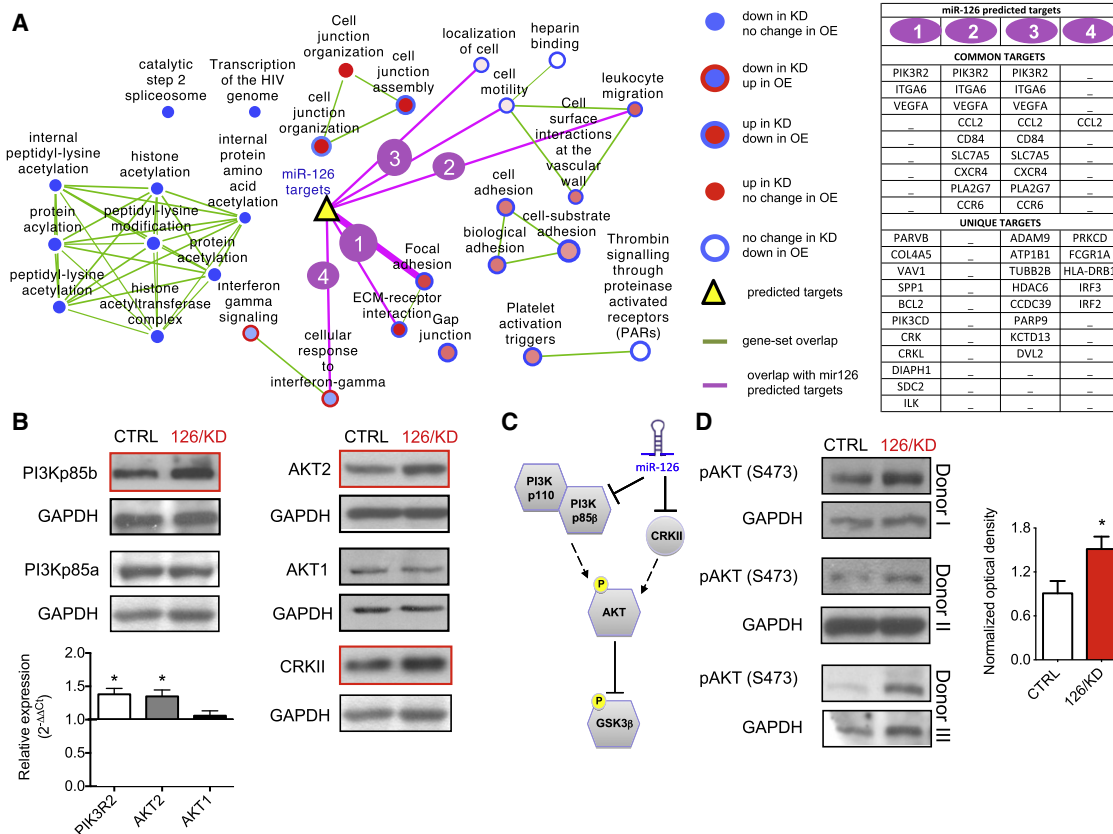 A
Cell
junction
organization
cell
junction
assembly
localization
of cell
heparin
binding
cell
motility
leukocyte
migration
catalytic
step 2
spliceosome
Transcription
of the HIV
genome
cell
junction
organization
Cell
surface
interactions
at the
vascular
wall
internal
peptidyl-lysine
acetylation
histone
acetylation
internal
protein
amino
acid
acetylation
miR-126
targets
3
2
protein
acylation
peptidyl-lysine
modification
protein
acetylation
peptidyl-lysine
acetylation
histone
acetyltransferase
complex
cell
adhesion
cell-substrate
adhesion
biological
adhesion
1
4
Focal
adhesion
ECM-receptor
interaction
Interferon
gamma
signaling
cellular
response
to
interferon-gamma
Gap
junction
Platelet
activation
triggers
Thrombin
signalling
through
proteinase
activated
receptors
(PARs)
down in KD
no change in OE
down in KD
up in OE
up in KD
down in OE
up in KD
no change in OE
no change in KD
down in OE
predicted targets
gene-set overlap
overlap with mir126
predicted targets
miR-126 predicted targets
1 2 3 4
COMMON TARGETS
PIK3R2 PIK3R2 PIK3R2 _
ITGA6 ITGA6 ITGA6 _
VEGFA VEGFA VEGFA _
_ CCL2 CCL2 CCL2
_ CD84 CD84 _
_ SLC7A5 SLC7A5 _
_ CXCR4 CXCR4 _
_ PLA2G7 PLA2G7 _
_ CCR6 CCR6 _
UNIQUE TARGETS
PARVB _ ADAM9 PRKCD
COL4A5 _ ATP1B1 FCGR1A
VAV1 _ TUBB2B HLA-DRB1
SPP1 _ HDAC6 IRF3
BCL2 _ CCDC39 IRF2
PIK3CD _ PARP9 _
CRK _ KCTD13 _
CRKL _ DVL2 _
DIAPH1 _ _ _
SDC2 _ _ _
ILK _ _ _
B
CTRL 126/KD
PI3Kp85b
GAPDH
PI3Kp85a
GAPDH
Relative expression
(2-ΔΔCt)
2.0
1.5
1.0
0.5
0.0
* *
PIK3R2 AKT2 AKT1
CTRL 126/KD
AKT2
GAPDH
AKT1
GAPDH
CRKII
GAPDH
C
miR-126
PI3K
p110
PI3K
p85β
CRKII
P
AKT
P
GSK3β
D
CTRL 126/KD
pAKT (S473)
GAPDH
Donor I
pAKT (S473)
GAPDH
Donor II
pAKT (S473)
GAPDH
Donor III
Normalized optical density
1.8
1.2
0.6
0.0
*
CTRL 126/KD